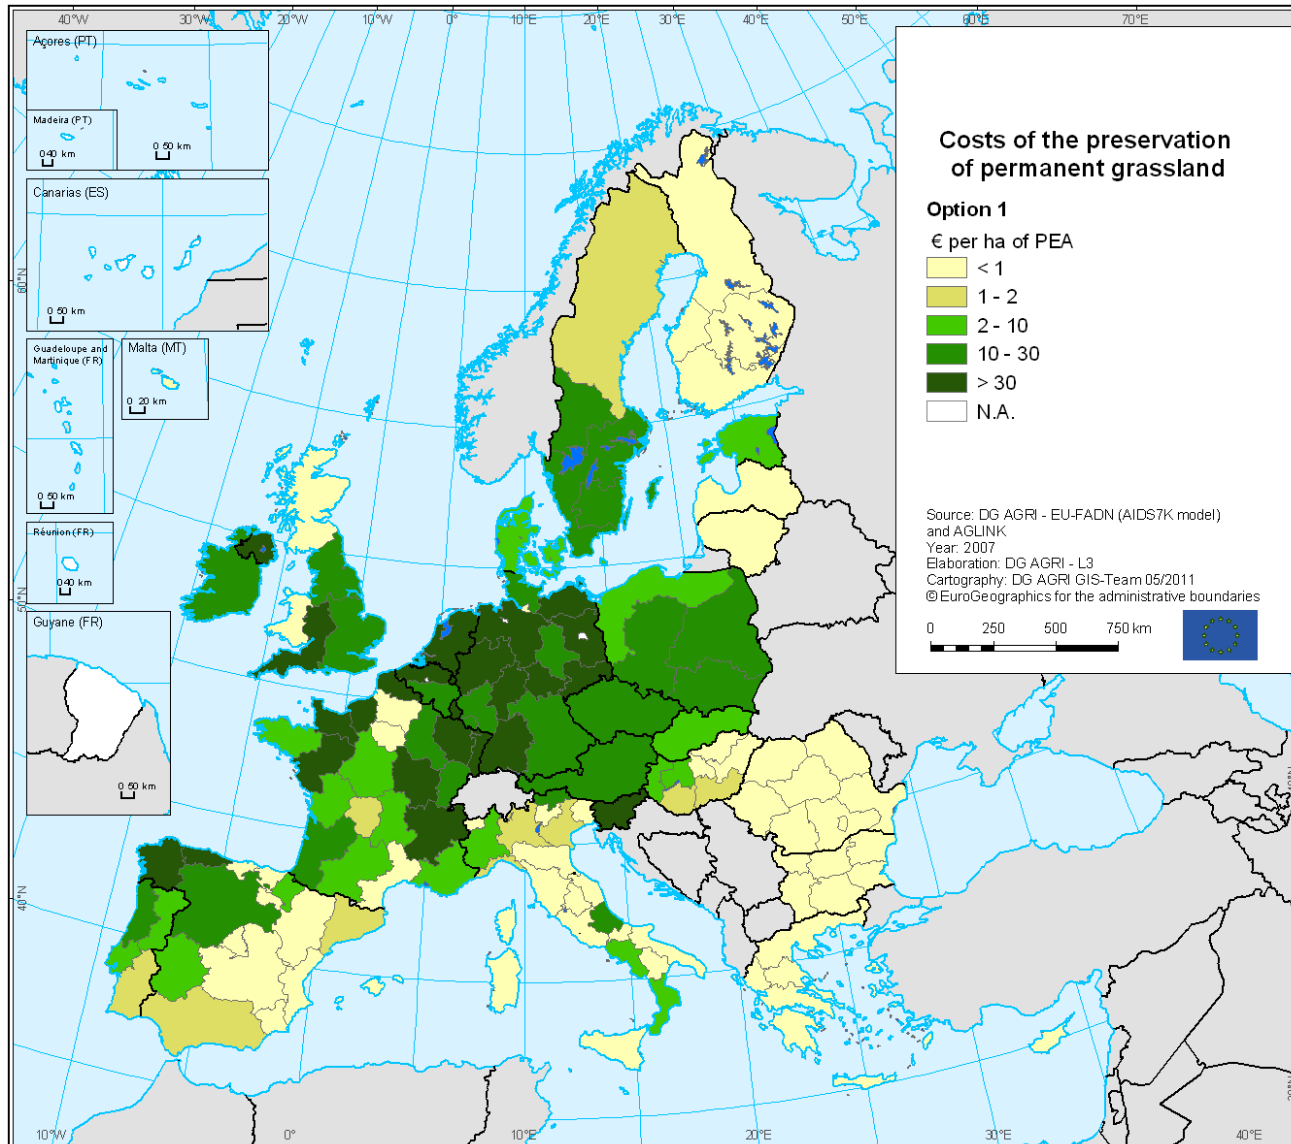 40°W
30°W
20°W
10°W
0°
10°E
20°E
30°E
40°E
50°E
60°E
70°E
Açores (PT)
Madeira (PT)
0 40 km
0 50 km
Canarias (ES)
0 50 km
Guadeloupe and
Martinique (FR)
0 50 km
Malta (MT)
0 20 km
Réunion (FR)
0 40 km
Guyane (FR)
0 50 km
60°N
50°N
40°N
Costs of the preservation
of permanent grassland
Option 1
€ per ha of PEA
< 1
1 - 2
2 - 10
10 - 30
> 30
N.A.
Source: DG AGRI - EU-FADN (AIDS7K model)
and AGLINK
Year: 2007
Elaboration: DG AGRI - L3
Cartography: DG AGRI GIS-Team 05/2011
© EuroGeographics for the administrative boundaries
0 250 500 750 km
10°W
0°
10°E
20°E
30°E
40°E